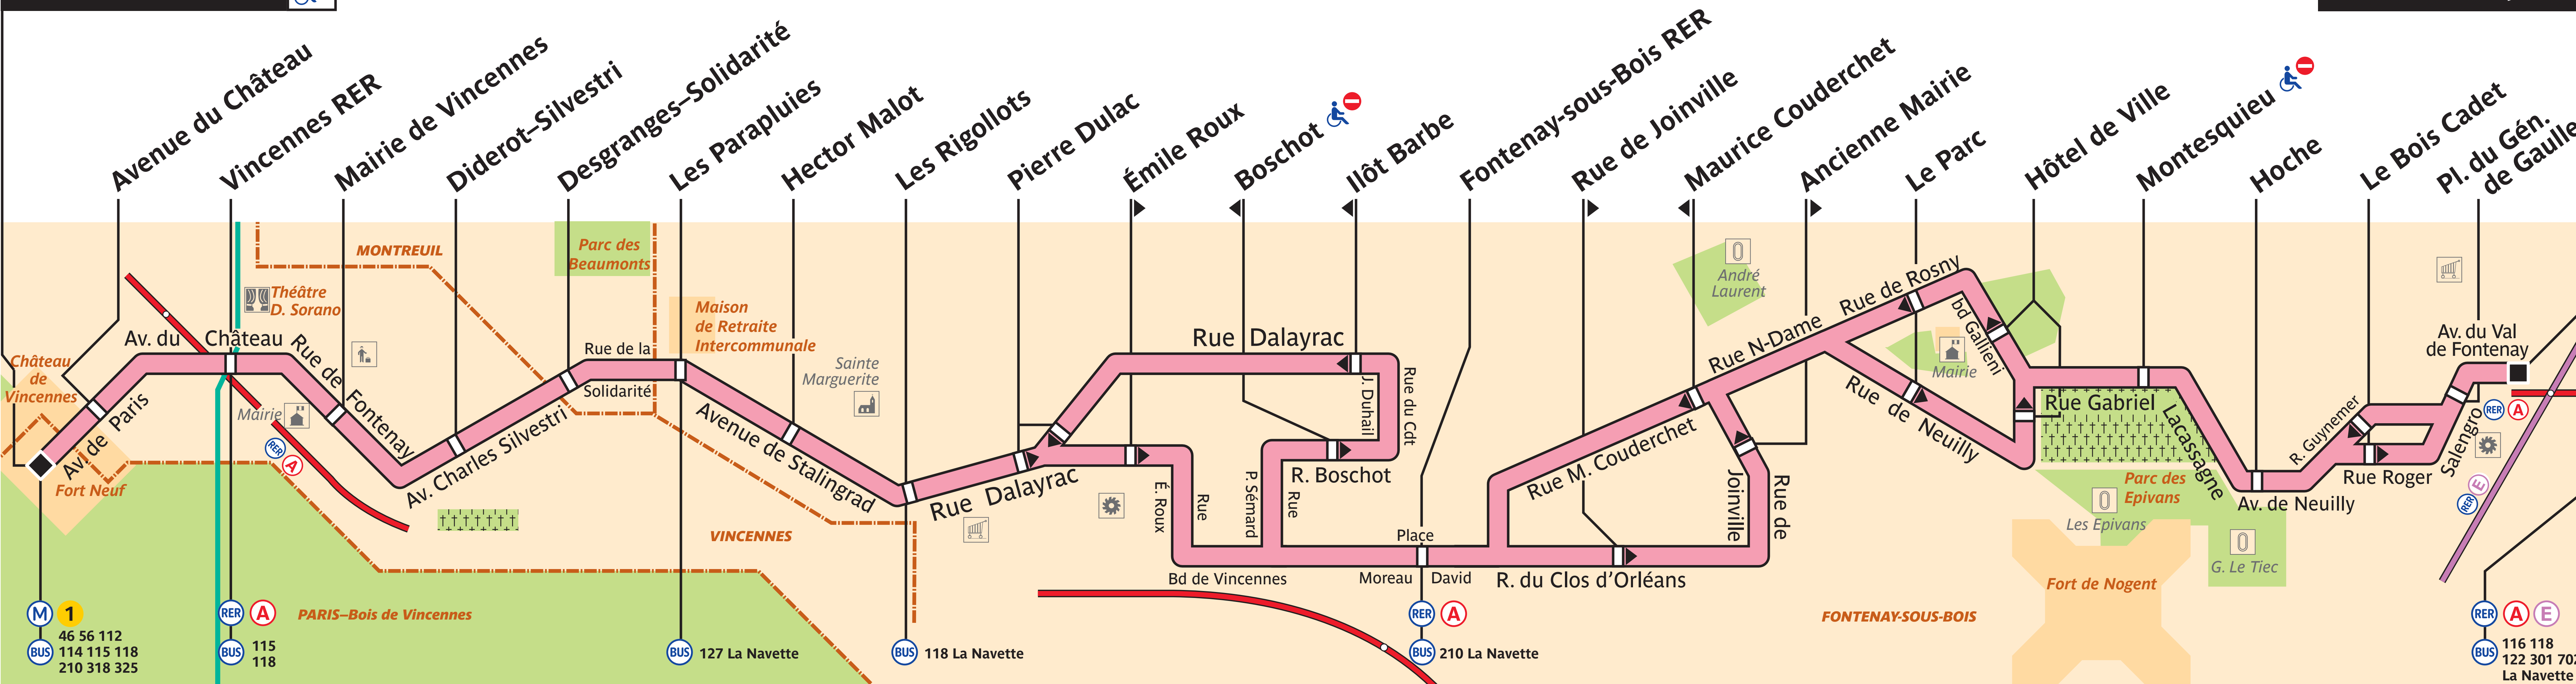 Avenue du Château
Vincennes RER
Mairie de Vincennes
Diderot–Silvestri
Desgranges–Solidarité
Les Parapluies
Hector Malot
Les Rigollots
Pierre Dulac
Émile Roux
Boschot
Ilôt Barbe
Fontenay-sous-Bois RER
Rue de Joinville
Maurice Couderchet
Ancienne Mairie
Le Parc
Hôtel de Ville
Montesquieu
Hoche
Le Bois Cadet
Pl. du Gén.
de Gaulle
MONTREUIL
Parc des
Beaumonts
Théâtre
D. Sorano
Maison
de Retraite
Intercommunale
Sainte
Marguerite
Château
de
Vincennes
Fort Neuf
Av. de Paris
Av. du Château
Mairie
RER A
Rue de Fontenay
Av. Charles Silvestri
Rue de la
Solidarité
Avenue de Stalingrad
Rue Dalayrac
VINCENNES
PARIS–Bois de Vincennes
Rue Dalayrac
J. Duhail
Rue du Cdt
R. Boschot
É. Roux
Rue
P. Sémard
Rue
Bd de Vincennes
Place
Moreau David
R. du Clos d’Orléans
Rue M. Couderchet
Joinville
Rue de
André
Laurent
Rue N-Dame
Rue de Rosny
bd Gallieni
Mairie
Rue de Neuilly
Rue Gabriel
Lacassagne
Parc des
Epivans
Les Epivans
G. Le Tiec
Fort de Nogent
FONTENAY-SOUS-BOIS
Av. de Neuilly
R. Guynemer
Rue Roger
Salengro
Av. du Val
de Fontenay
RER A
RER E
M 1
BUS 46 56 112
114 115 118
210 318 325
RER A
BUS 115
118
BUS 127 La Navette
BUS 118 La Navette
RER A
BUS 210 La Navette
RER A E
BUS 116 118
122 301
La Navette